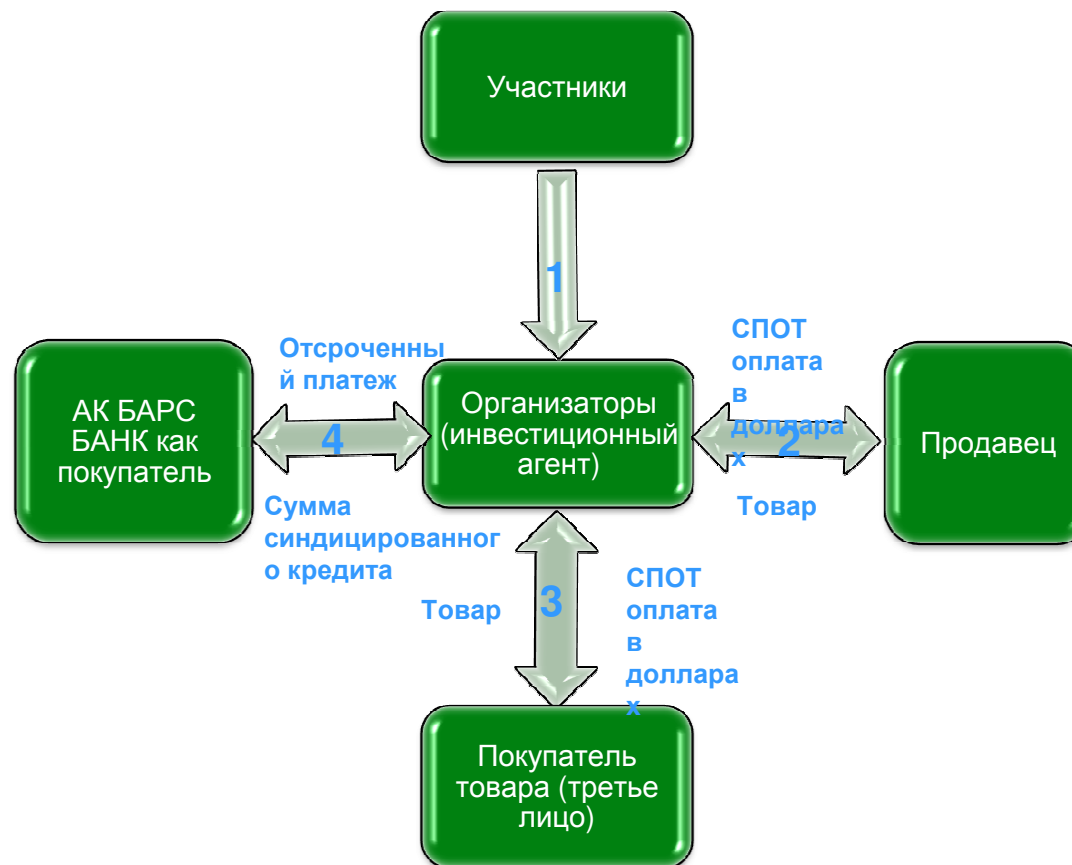 Участники
1
СПОТ
оплата
в
доллара
х
Отсроченны
й платеж
АК БАРС
БАНК как
покупатель
4
Организаторы
(инвестиционный
агент)
2
Продавец
Товар
Сумма
синдицированног
о кредита
Товар
3
СПОТ
оплата
в
доллара
х
Покупатель
товара (третье
лицо)